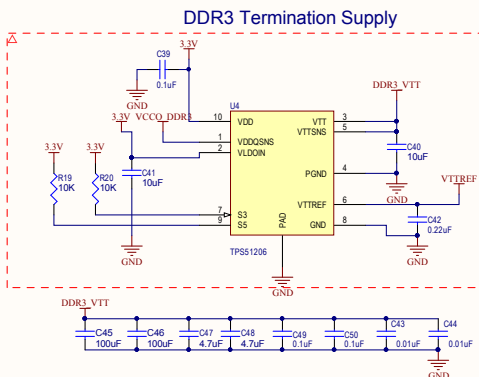 DDR3 Termination Supply
3.3V
C39
0.1uF
GND
3.3V VCCO_DDR3
U4
10 VDD
1 VDDQSNS
2 VLDOIN
7 S3
9 S5
VTT 3
VTTSNS 5
PGND 4
VTTREF 6
GND 8
PAD
TPS51206
GND
DDR3_VTT
C40
10uF
GND
VTTREF
C42
0.22uF
GND
3.3V
R19
10K
3.3V
R20
10K
C41
10uF
GND
DDR3_VTT
C45
100uF
C46
100uF
C47
4.7uF
C48
4.7uF
C49
0.1uF
C50
0.1uF
C43
0.01uF
C44
0.01uF
GND